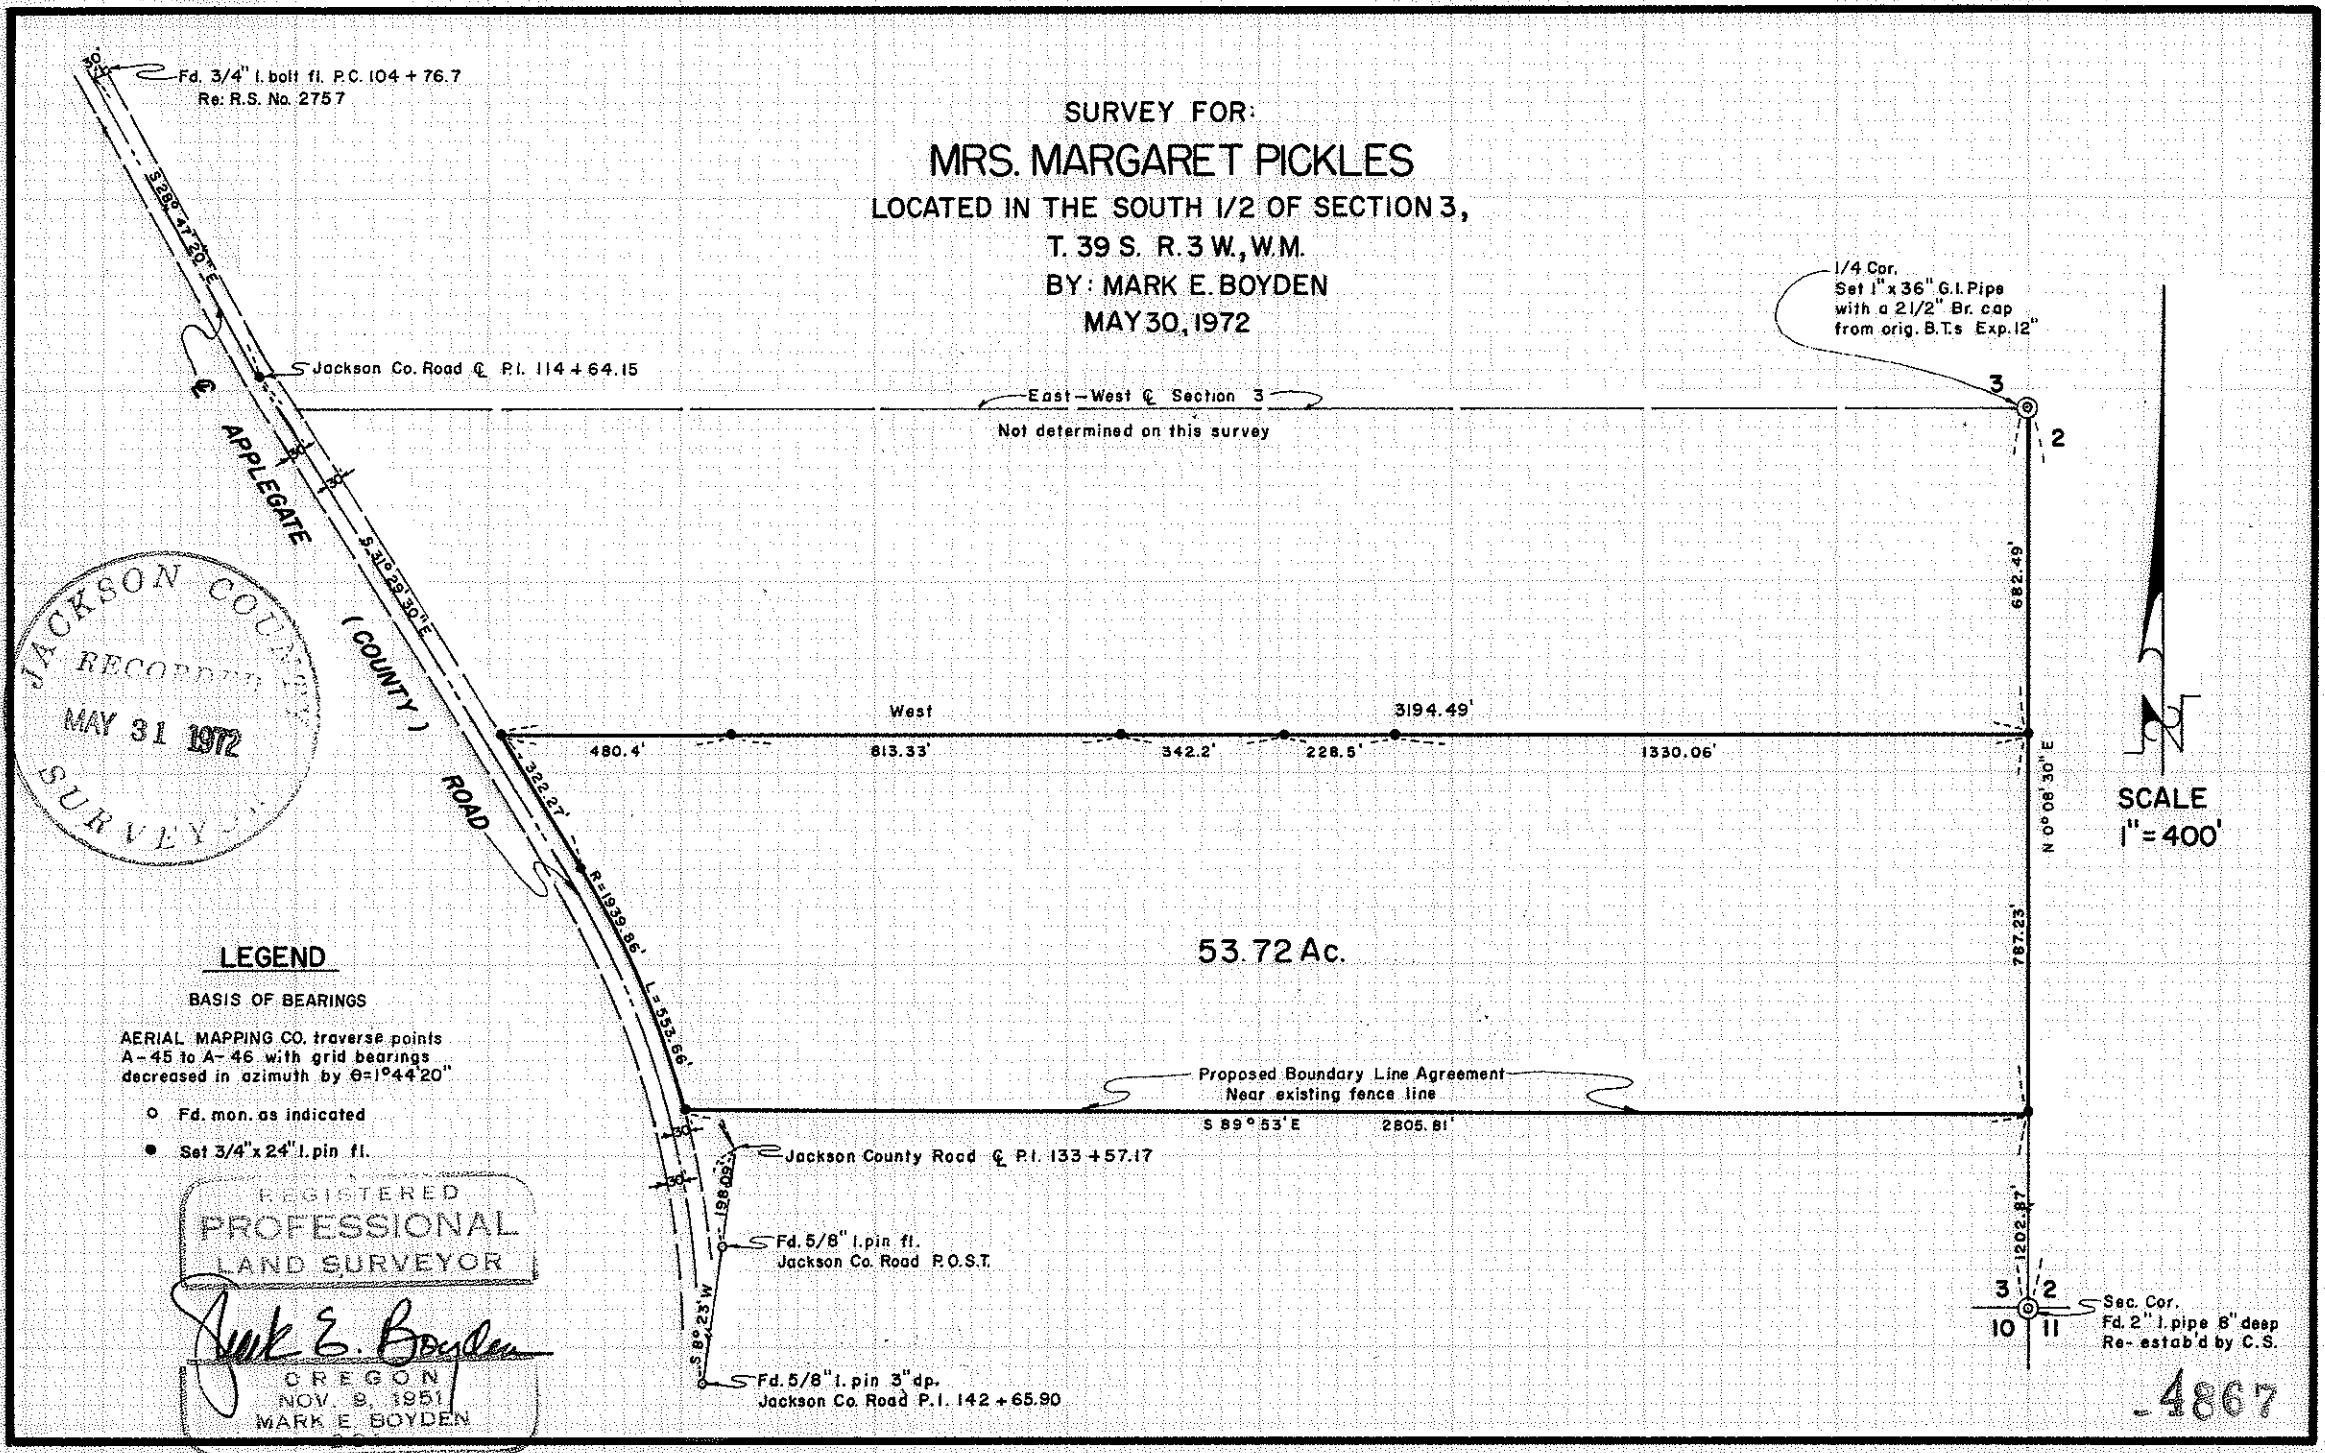 30'
Fd. 3/4" I. bolt fl. P.C. 104 + 76.7
Re: R.S. No. 2757
SURVEY FOR:
MRS. MARGARET PICKLES
LOCATED IN THE SOUTH 1/2 OF SECTION 3,
T. 39 S. R. 3 W., W.M.
BY: MARK E. BOYDEN
MAY 30, 1972
1/4 Cor.
Set 1" x 36" G.I. Pipe
with a 2 1/2" Br. cap
from orig. B.T.s Exp. 12"
S 28° 47' 20" E
Jackson Co. Road ℄ P.I. 114 + 64.15
℄
East-West ℄ Section 3
Not determined on this survey
3
2
30'
30'
APPLEGATE
(COUNTY)
ROAD
S 31° 29' 30" E
682.49'
JACKSON COUNTY
RECORDED
MAY 31 1972
SURVEY
West
3194.49'
480.4'
813.33'
342.2'
228.5'
1330.06'
322.27'
N 0° 08' 30" E
SCALE
1" = 400'
N
R=1939.86'
L=553.66'
53.72 Ac.
787.23'
LEGEND
BASIS OF BEARINGS
AERIAL MAPPING CO. traverse points
A-45 to A-46 with grid bearings
decreased in azimuth by θ=1°44'20"
Fd. mon. as indicated
Set 3/4" x 24" I. pin fl.
Proposed Boundary Line Agreement
Near existing fence line
S 89° 53' E
2805.81'
30'
Jackson County Road ℄ P.I. 133 + 57.17
30'
198.09'
Fd. 5/8" I. pin fl.
Jackson Co. Road P.O.S.T.
1202.87'
S 8° 23' W
3
2
10
11
Sec. Cor.
Fd. 2" I. pipe 8" deep
Re-estab'd by C.S.
Fd. 5/8" I. pin 3" dp.
Jackson Co. Road P.I. 142 + 65.90
REGISTERED
PROFESSIONAL
LAND SURVEYOR
Mark E. Boyden
OREGON
NOV. 9, 1951
MARK E. BOYDEN
4867